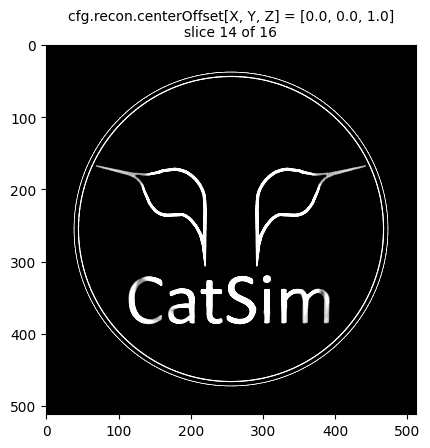 cfg.recon.centerOffset[X, Y, Z] = [0.0, 0.0, 1.0]
slice 14 of 16
0
100
200
300
400
500
CatSim
0 100 200 300 400 500